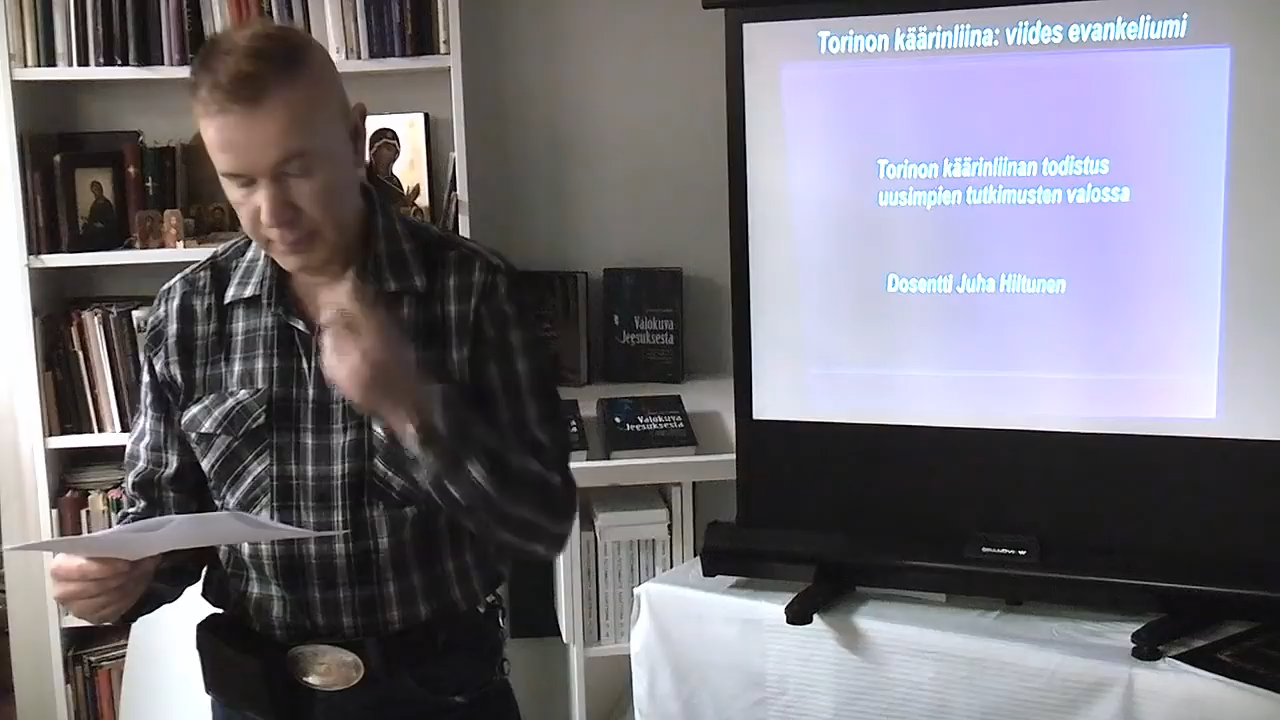 Torinon käärinliina: viides evankeliumi
Torinon käärinliinan todistus
uusimpien tutkimusten valossa
Dosentti Juha Hiltunen
Valokuva
Jeesuksesta
Valokuva
Jeesuksesta